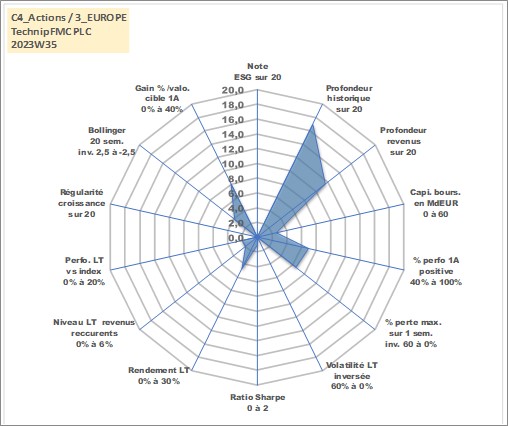 C4_Actions / 3_EUROPE
TechnipFMC PLC
2023W35
Note
ESG sur 20
Profondeur
historique
sur 20
Profondeur
revenus
sur 20
Capi. bours.
en MdEUR
0 à 60
% perfo 1A
positive
40% à 100%
% perte max.
sur 1 sem.
inv. 60 à 0%
Volatilité LT
inversée
60% à 0%
Ratio Sharpe
0 à 2
Rendement LT
0% à 30%
Niveau LT revenus
reccurents
0% à 6%
Perfo. LT
vs index
0% à 20%
Régularité
croissance
sur 20
Bollinger
20 sem.
inv. 2,5 à -2,5
Gain % /valo.
cible 1A
0% à 40%
20,0
18,0
16,0
14,0
12,0
10,0
8,0
6,0
4,0
2,0
0,0